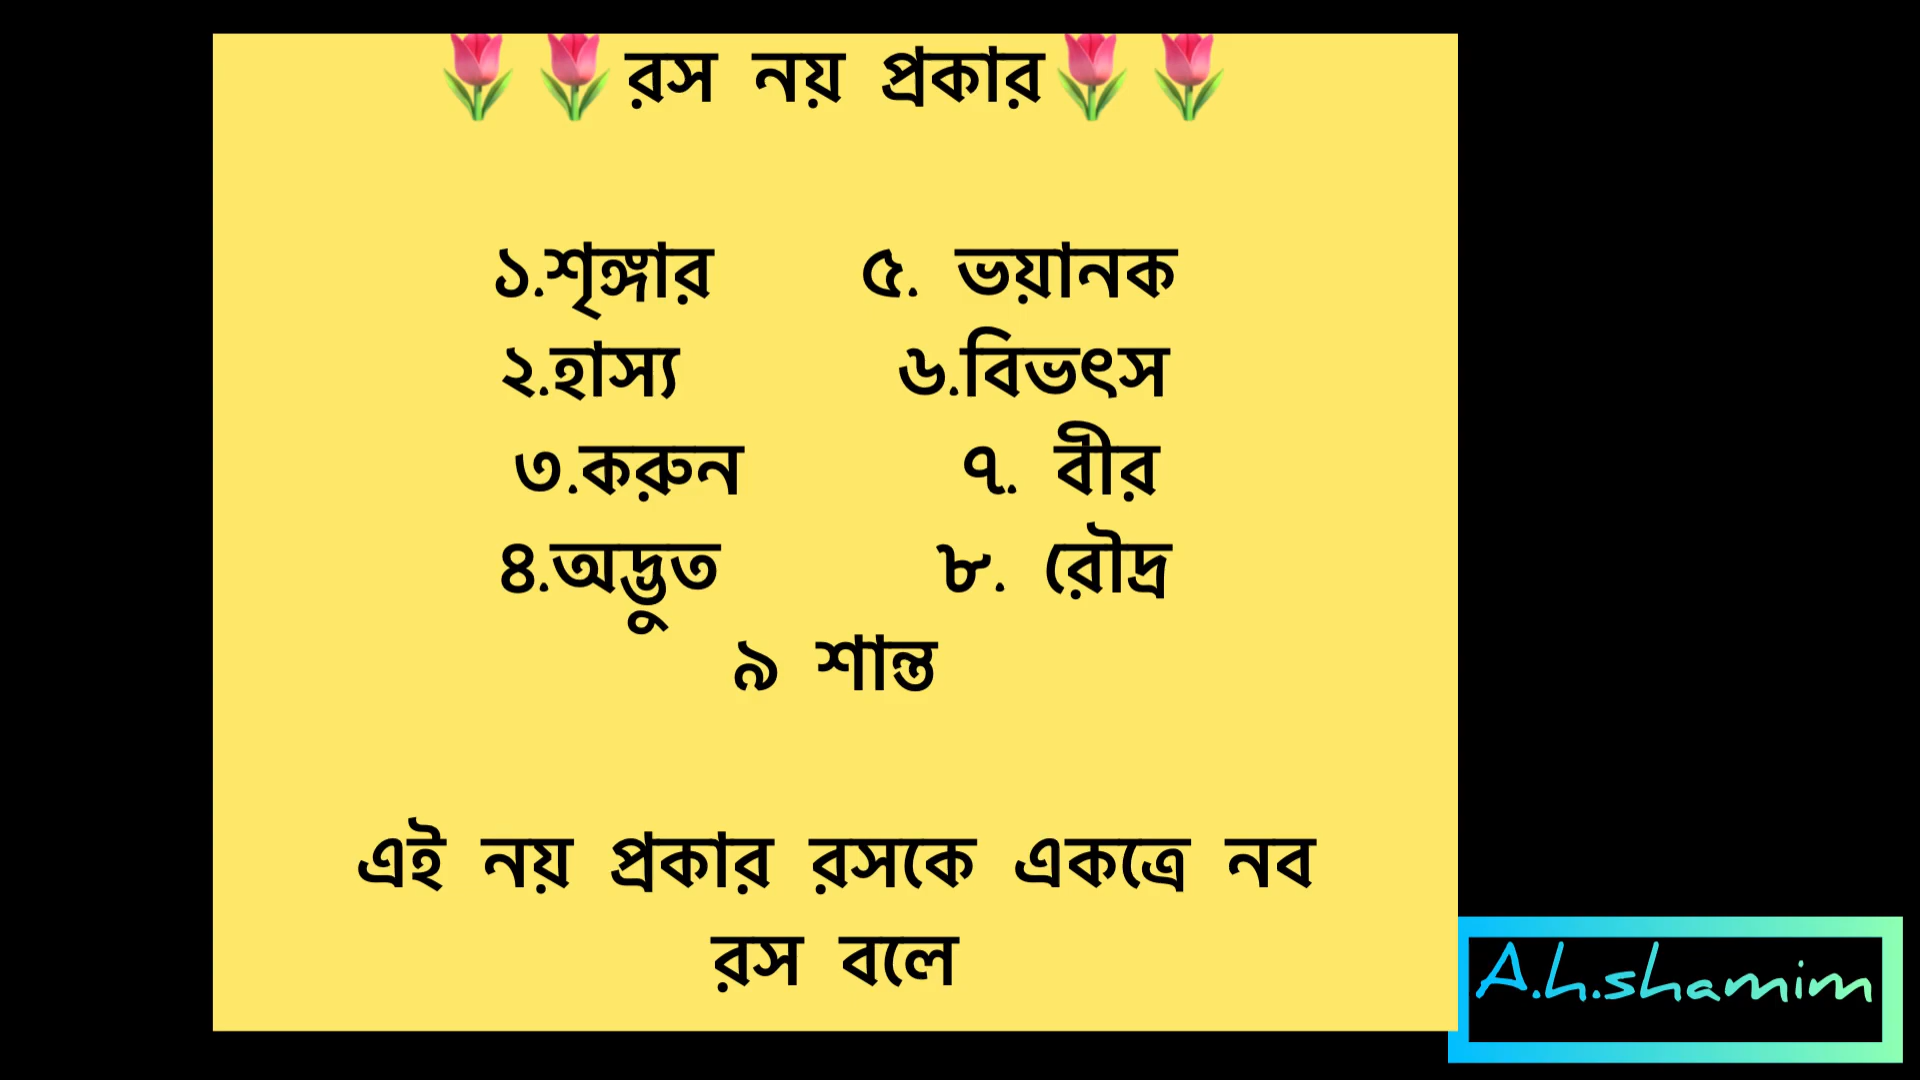 🌷🌷রস নয় প্রকার🌷🌷
১.শৃঙ্গার ৫. ভয়ানক
২.হাস্য ৬.বিভৎস
৩.করুন ৭. বীর
৪.অদ্ভুত ৮. রৌদ্র
৯ শান্ত
এই নয় প্রকার রসকে একত্রে নব
রস বলে
A.h.shamim